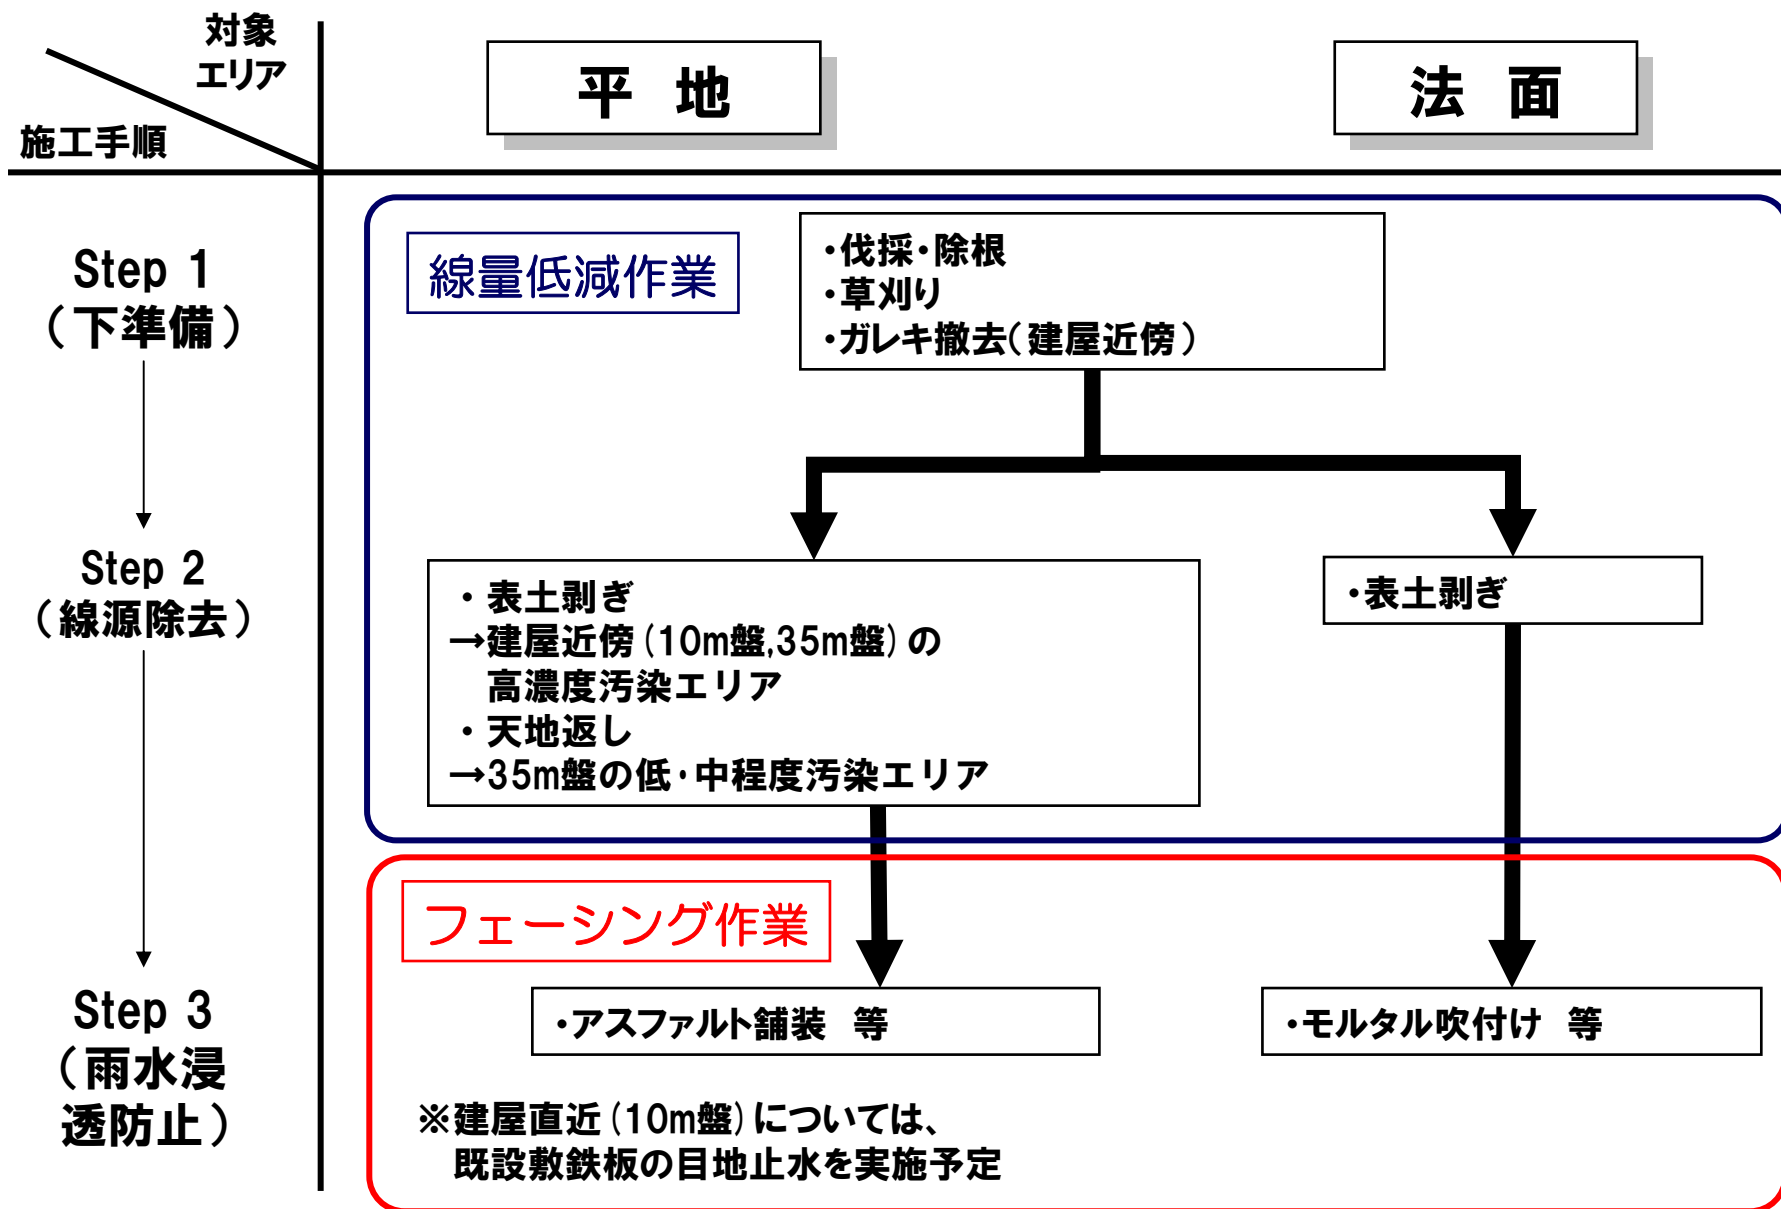 対象
エリア
施工手順
平 地
法 面
Step 1
(下準備)
線量低減作業
・伐採・除根
・草刈り
・ガレキ撤去(建屋近傍)
Step 2
(線源除去)
・ 表土剥ぎ
→建屋近傍(10m盤,35m盤)の
高濃度汚染エリア
・ 天地返し
→35m盤の低・中程度汚染エリア
・表土剥ぎ
フェーシング作業
Step 3
(雨水浸
透防止)
・アスファルト舗装 等
・モルタル吹付け 等
※建屋直近(10m盤)については、
既設敷鉄板の目地止水を実施予定